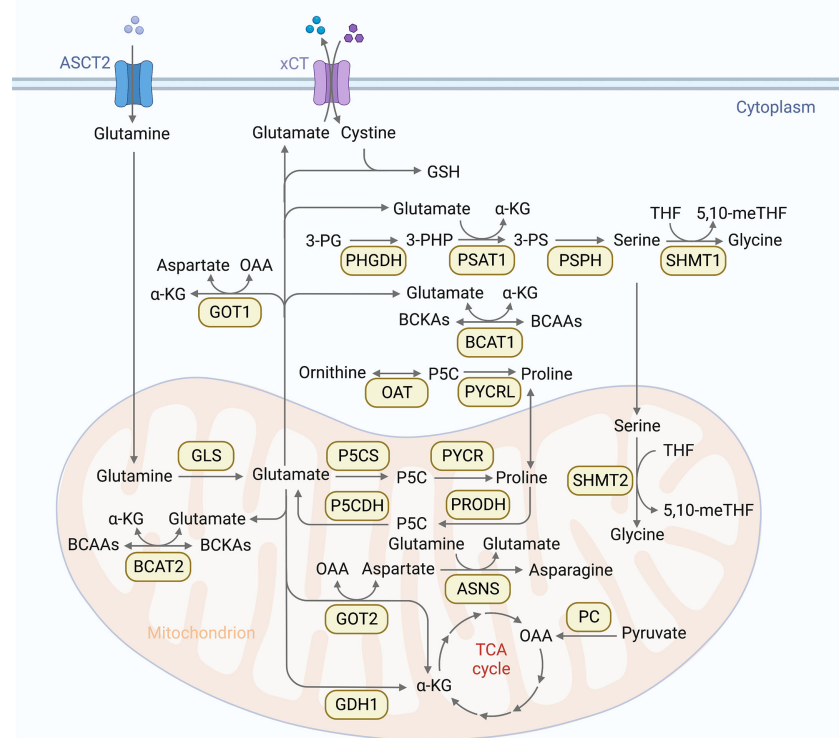 ASCT2
xCT
Cytoplasm
Glutamine
Glutamate
Cystine
GSH
Glutamate
α-KG
THF
5,10-meTHF
3-PG
3-PHP
3-PS
Serine
Glycine
PHGDH
PSAT1
PSPH
SHMT1
Aspartate
OAA
α-KG
GOT1
Glutamate
α-KG
BCKAs
BCAAs
BCAT1
Ornithine
P5C
Proline
OAT
PYCRL
Serine
THF
SHMT2
5,10-meTHF
Glycine
GLS
P5CS
PYCR
Glutamine
Glutamate
P5C
Proline
P5CDH
PRODH
P5C
α-KG
Glutamate
BCAAs
BCKAs
BCAT2
Glutamine
Glutamate
OAA
Aspartate
Asparagine
ASNS
GOT2
Mitochondrion
TCA
cycle
OAA
PC
Pyruvate
α-KG
GDH1